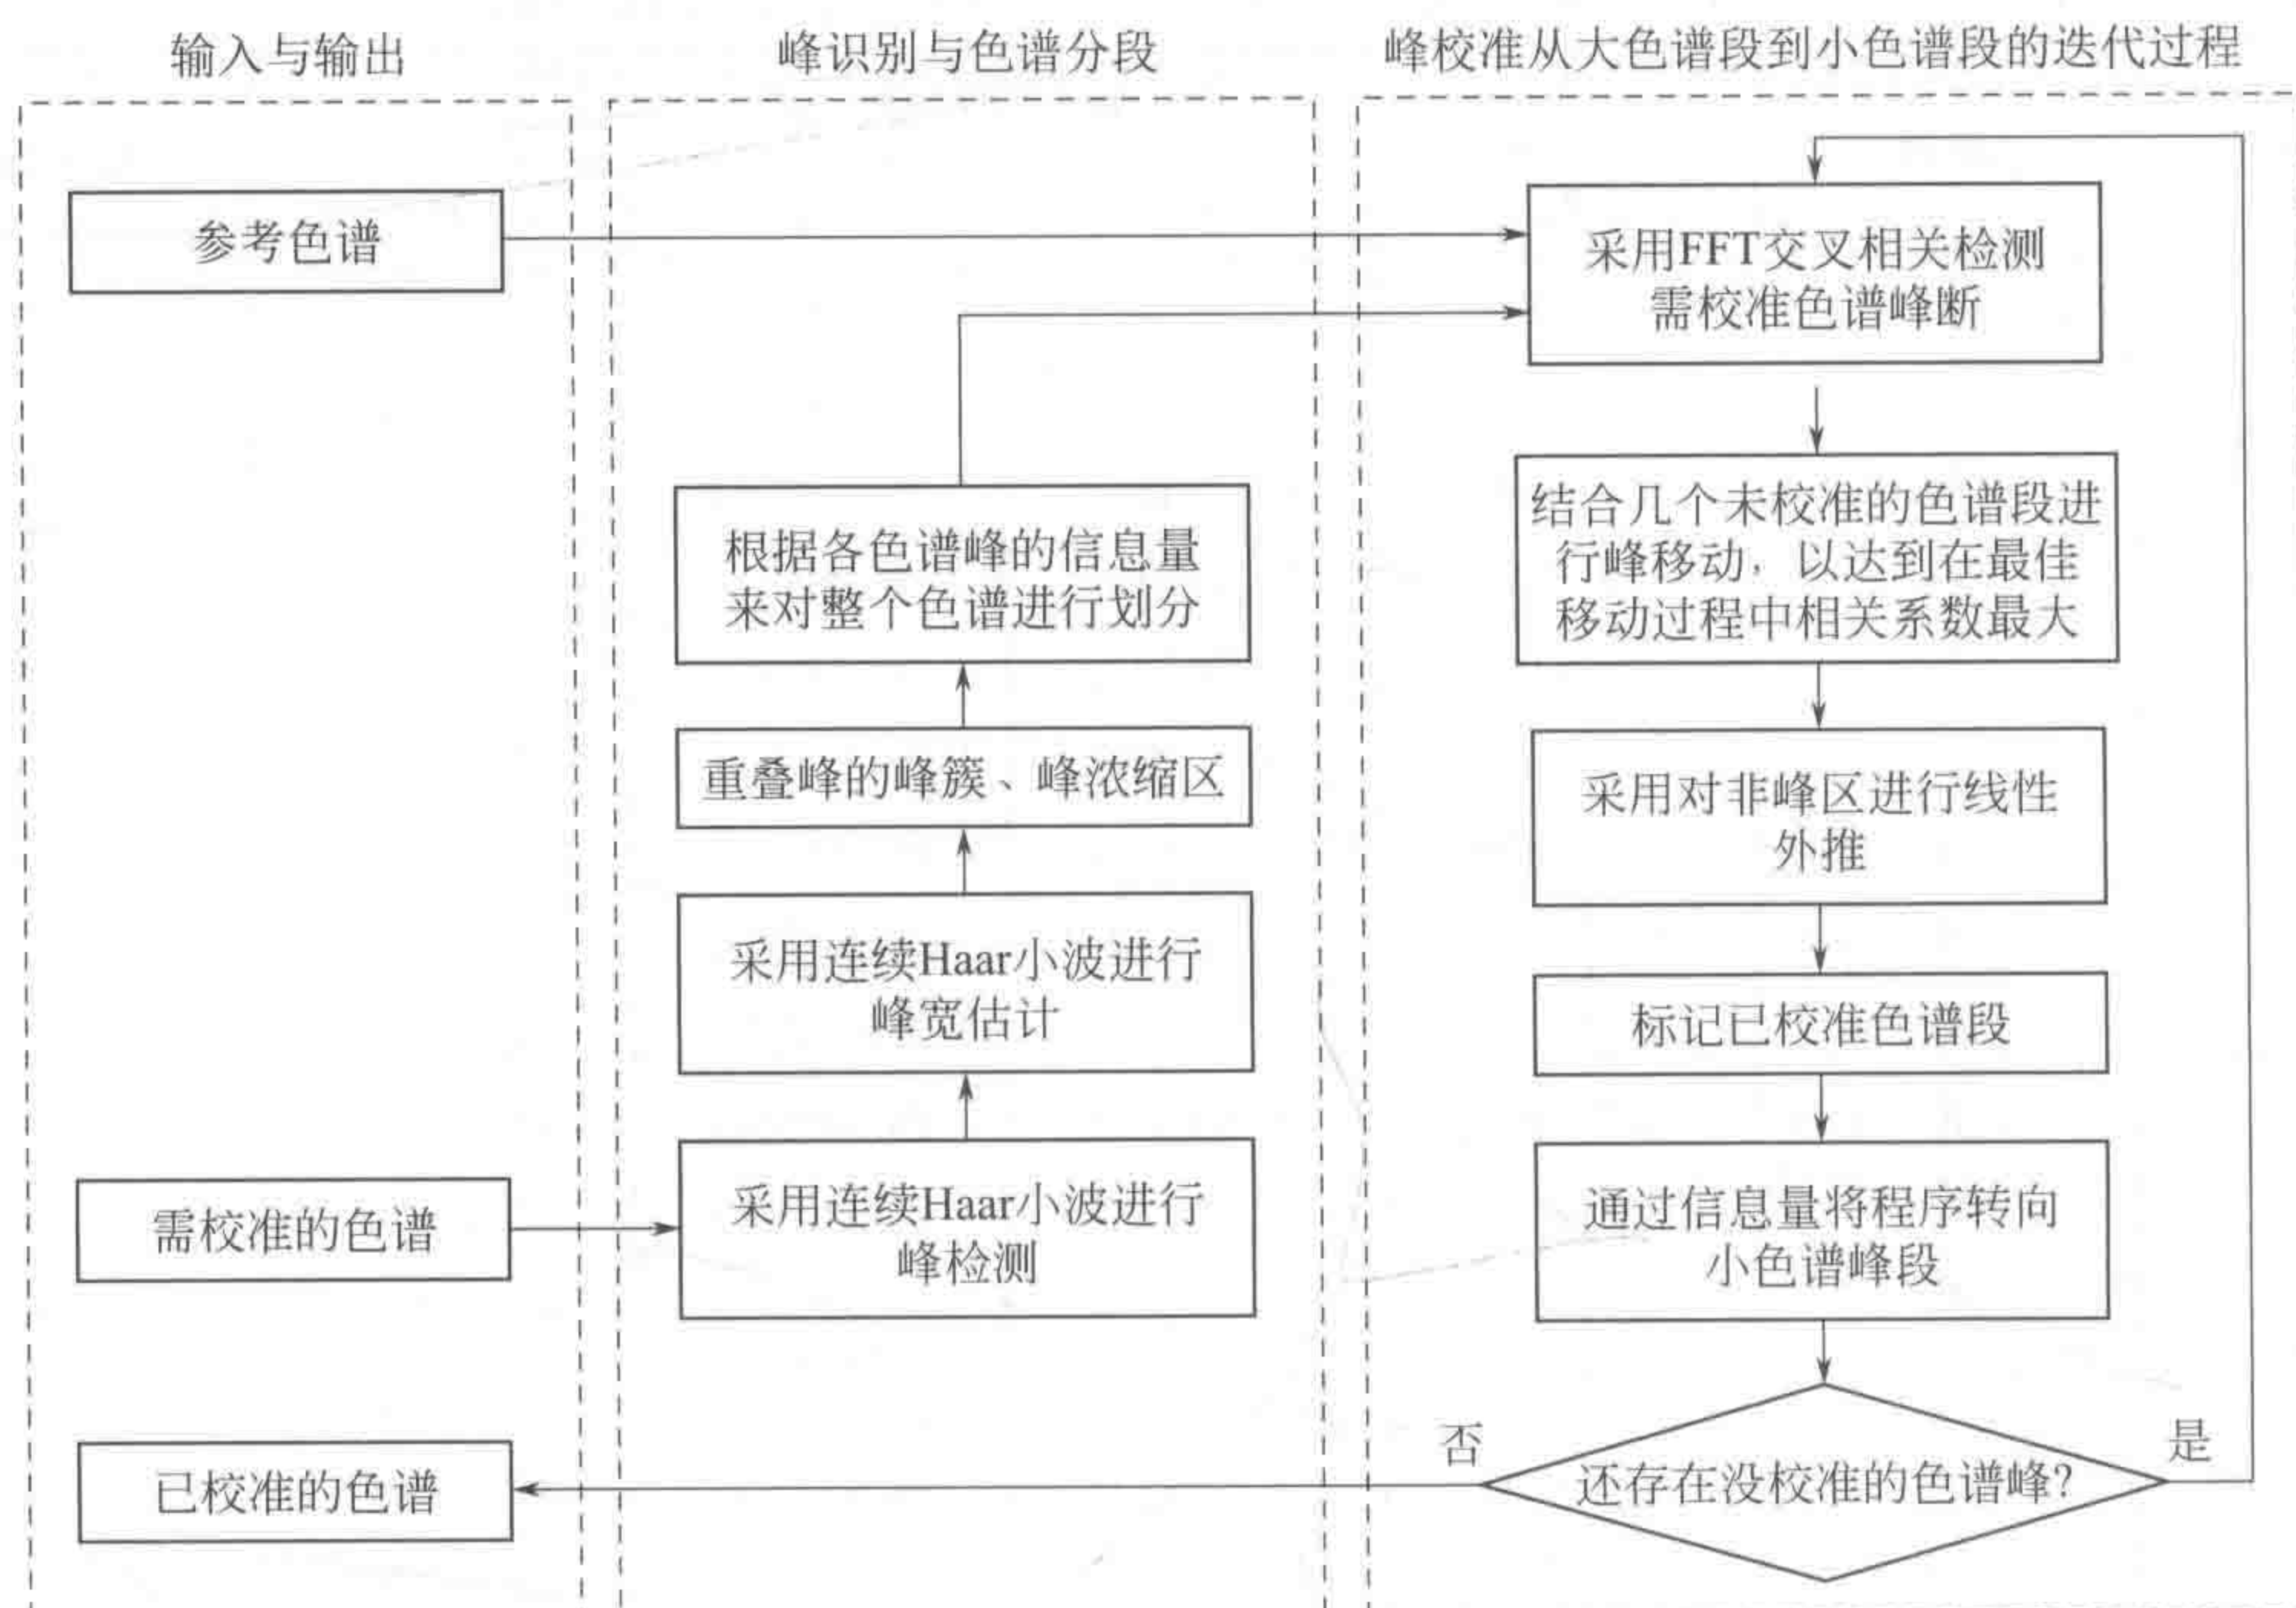 输入与输出
峰识别与色谱分段
峰校准从大色谱段到小色谱段的迭代过程
参考色谱
需校准的色谱
已校准的色谱
根据各色谱峰的信息量
来对整个色谱进行划分
重叠峰的峰簇、峰浓缩区
采用连续Haar小波进行
峰宽估计
采用连续Haar小波进行
峰检测
采用FFT交叉相关检测
需校准色谱峰断
结合几个未校准的色谱段进
行峰移动，以达到在最佳
移动过程中相关系数最大
采用对非峰区进行线性
外推
标记已校准色谱段
通过信息量将程序转向
小色谱峰段
否
还存在没校准的色谱峰?
是